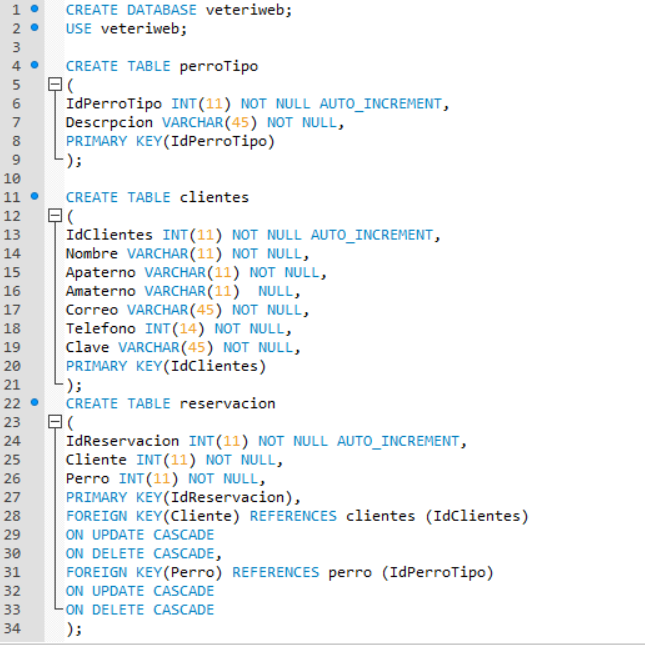 1 CREATE DATABASE veteriweb;
2 USE veteriweb;
3
4 CREATE TABLE perroTipo
5 (
6 IdPerroTipo INT(11) NOT NULL AUTO_INCREMENT,
7 Descrpcion VARCHAR(45) NOT NULL,
8 PRIMARY KEY(IdPerroTipo)
9 );
10
11 CREATE TABLE clientes
12 (
13 IdClientes INT(11) NOT NULL AUTO_INCREMENT,
14 Nombre VARCHAR(11) NOT NULL,
15 Apaterno VARCHAR(11) NOT NULL,
16 Amaterno VARCHAR(11)  NULL,
17 Correo VARCHAR(45) NOT NULL,
18 Telefono INT(14) NOT NULL,
19 Clave VARCHAR(45) NOT NULL,
20 PRIMARY KEY(IdClientes)
21 );
22 CREATE TABLE reservacion
23 (
24 IdReservacion INT(11) NOT NULL AUTO_INCREMENT,
25 Cliente INT(11) NOT NULL,
26 Perro INT(11) NOT NULL,
27 PRIMARY KEY(IdReservacion),
28 FOREIGN KEY(Cliente) REFERENCES clientes (IdClientes)
29 ON UPDATE CASCADE
30 ON DELETE CASCADE,
31 FOREIGN KEY(Perro) REFERENCES perro (IdPerroTipo)
32 ON UPDATE CASCADE
33 ON DELETE CASCADE
34 );